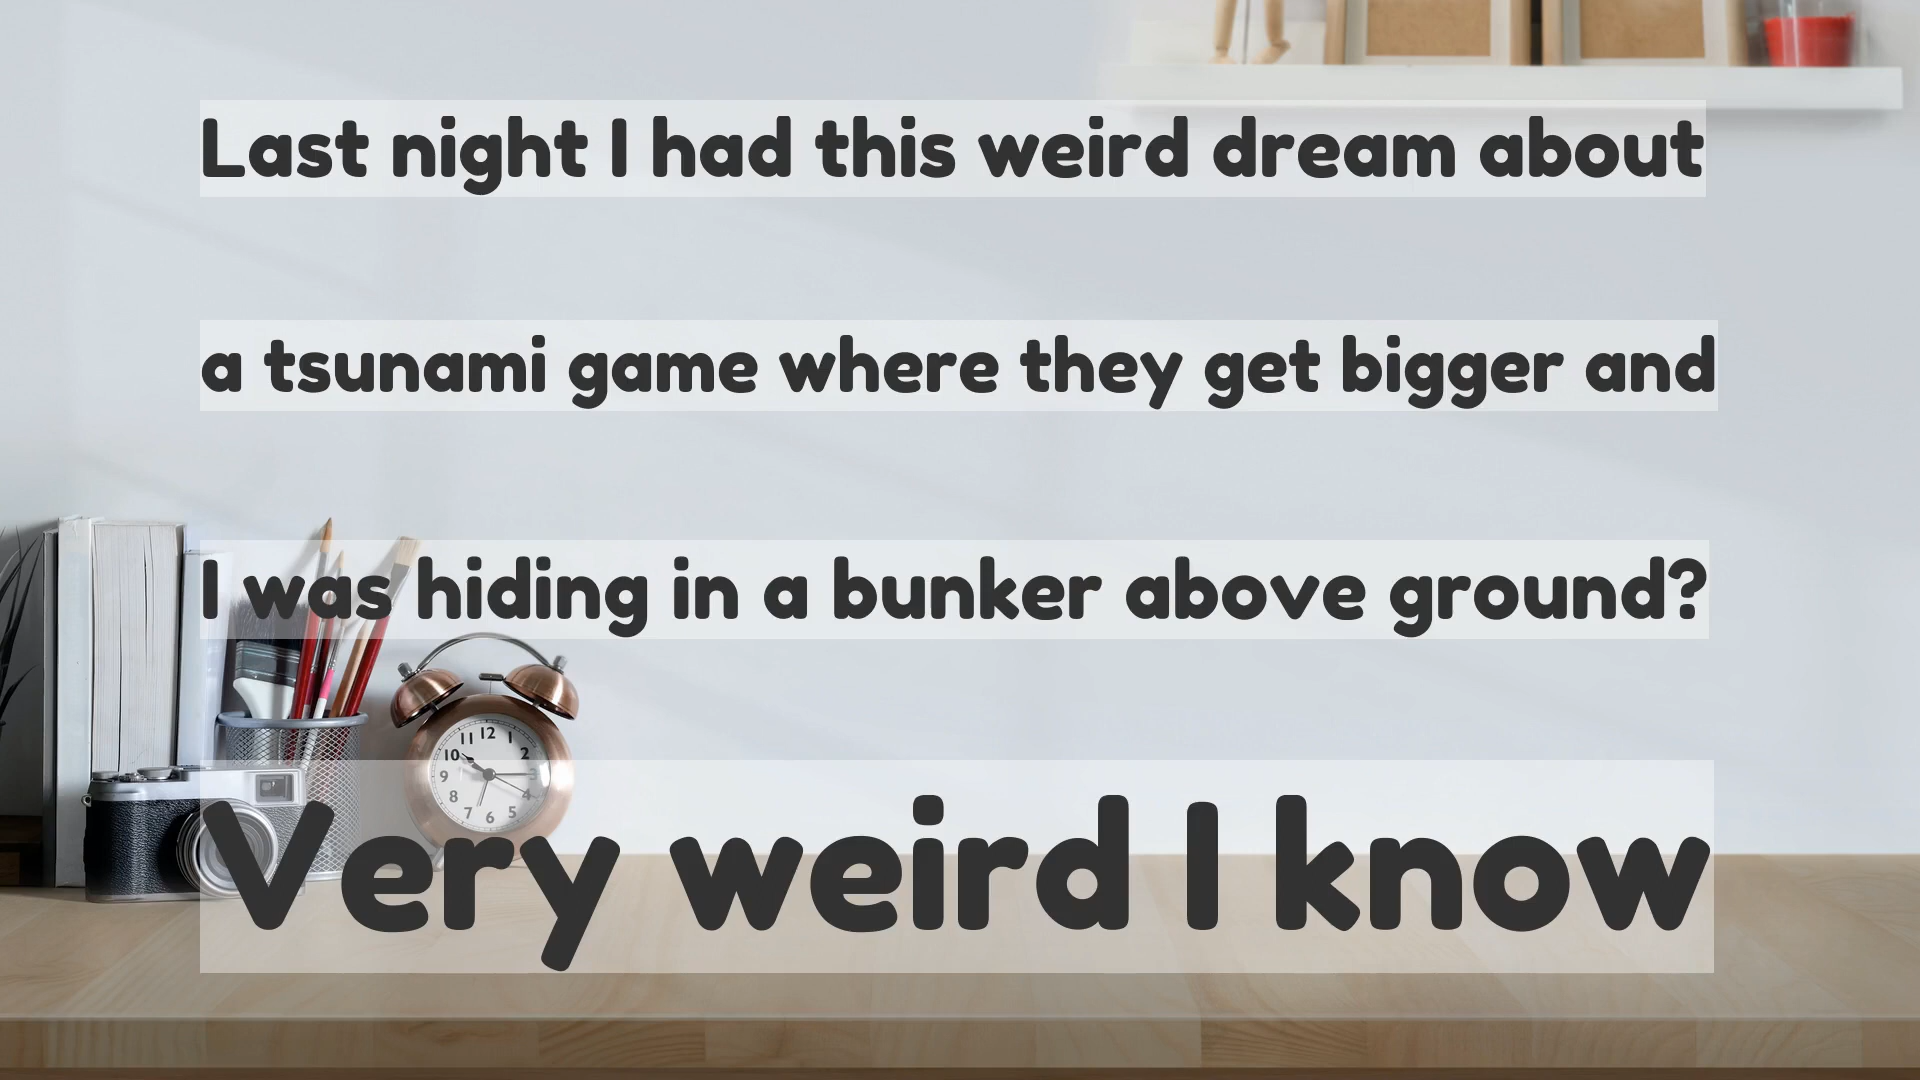 Last night I had this weird dream about
a tsunami game where they get bigger and
I was hiding in a bunker above ground?
Very weird I know